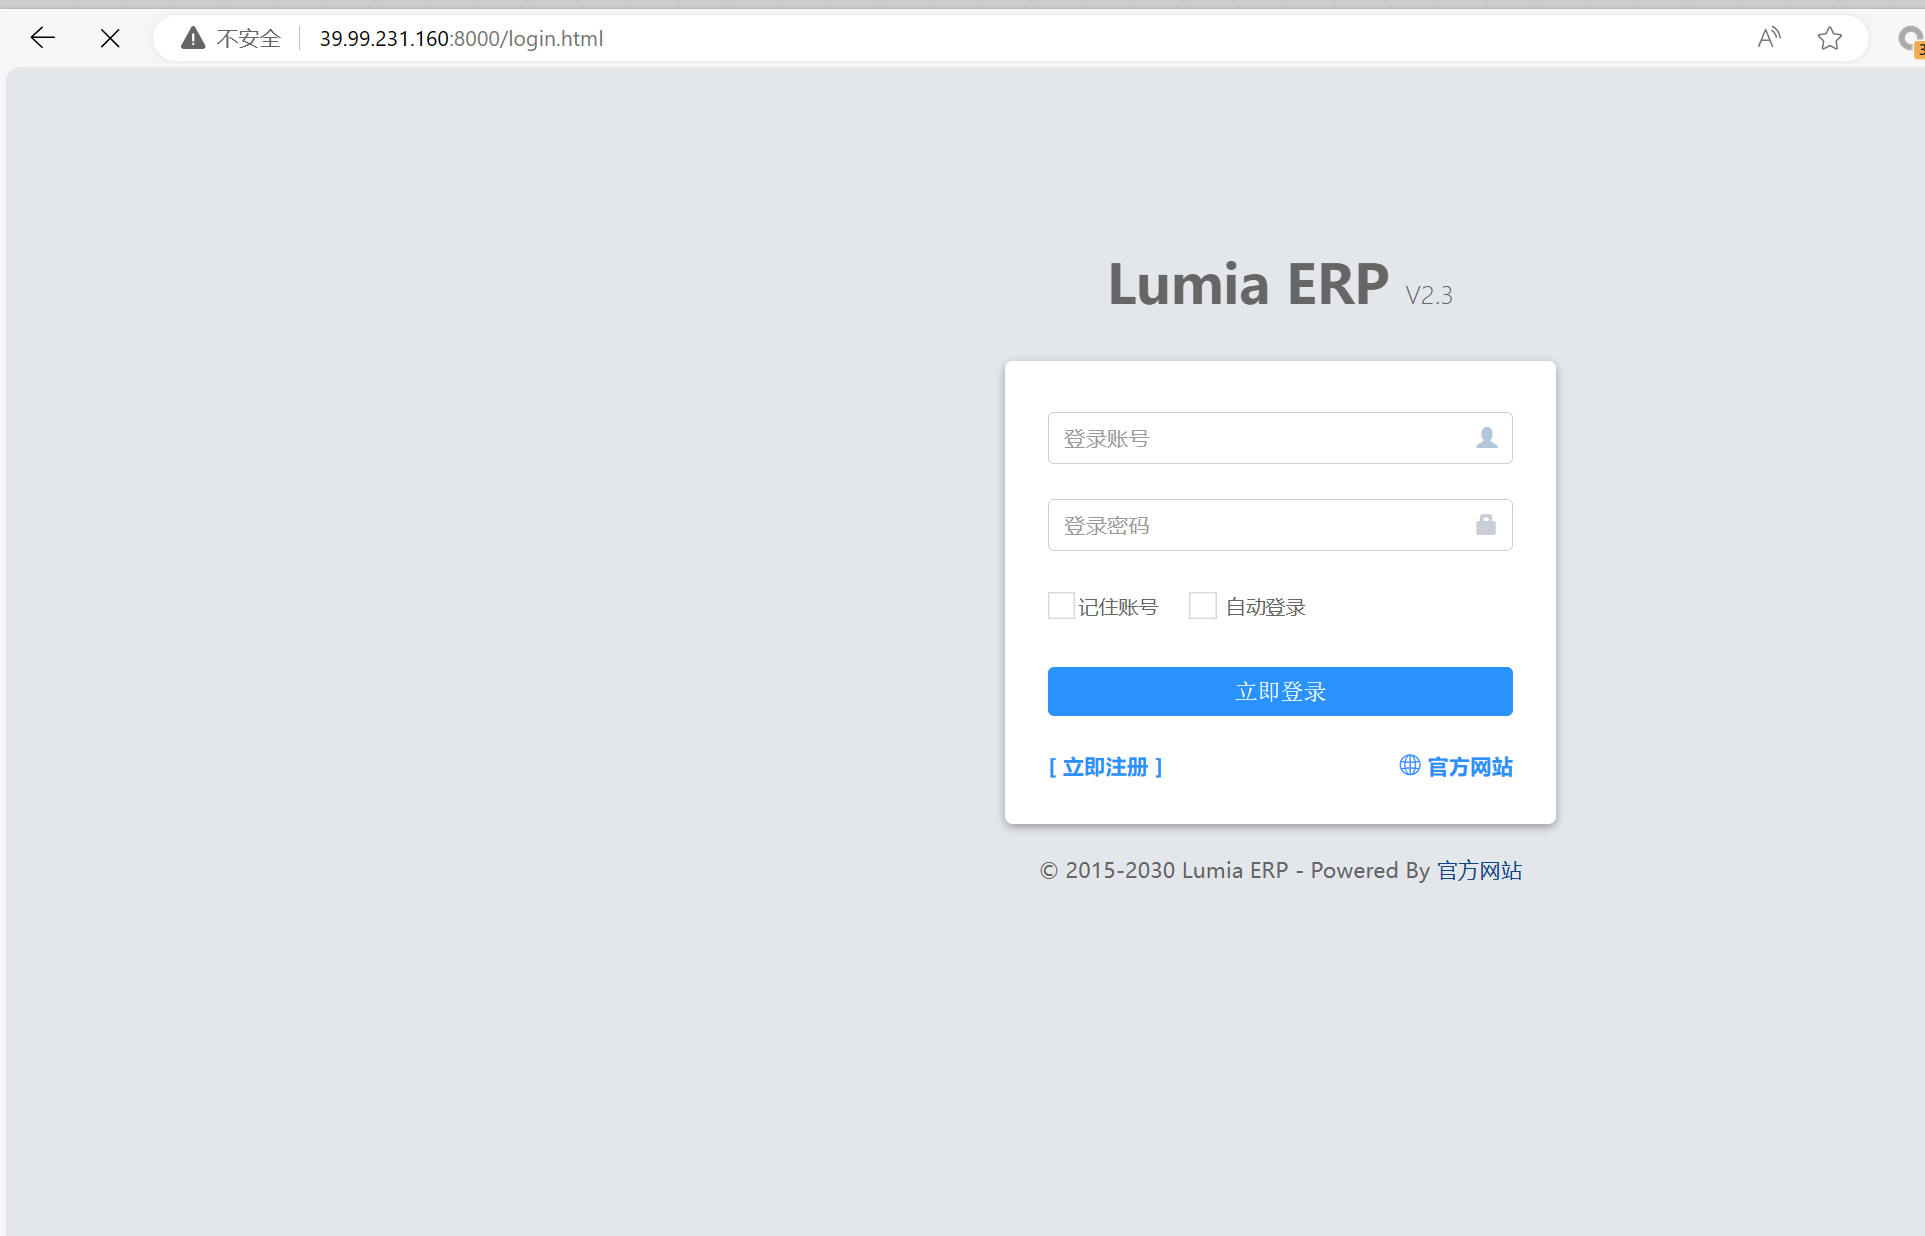 不安全 39.99.231.160:8000/login.html
3
Lumia ERP V2.3
登录账号
登录密码
记住账号 自动登录
立即登录
[ 立即注册 ] 官方网站
© 2015-2030 Lumia ERP - Powered By 官方网站